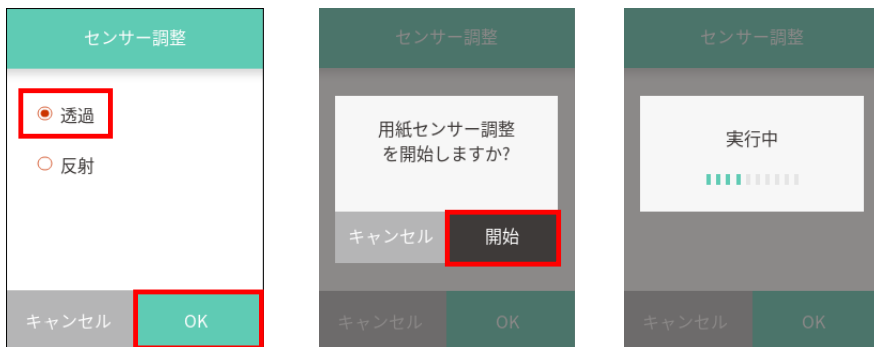 センサー調整
透過
反射
キャンセル
OK
センサー調整
用紙センサー調整
を開始しますか?
キャンセル
開始
キャンセル
OK
センサー調整
実行中
キャンセル
OK